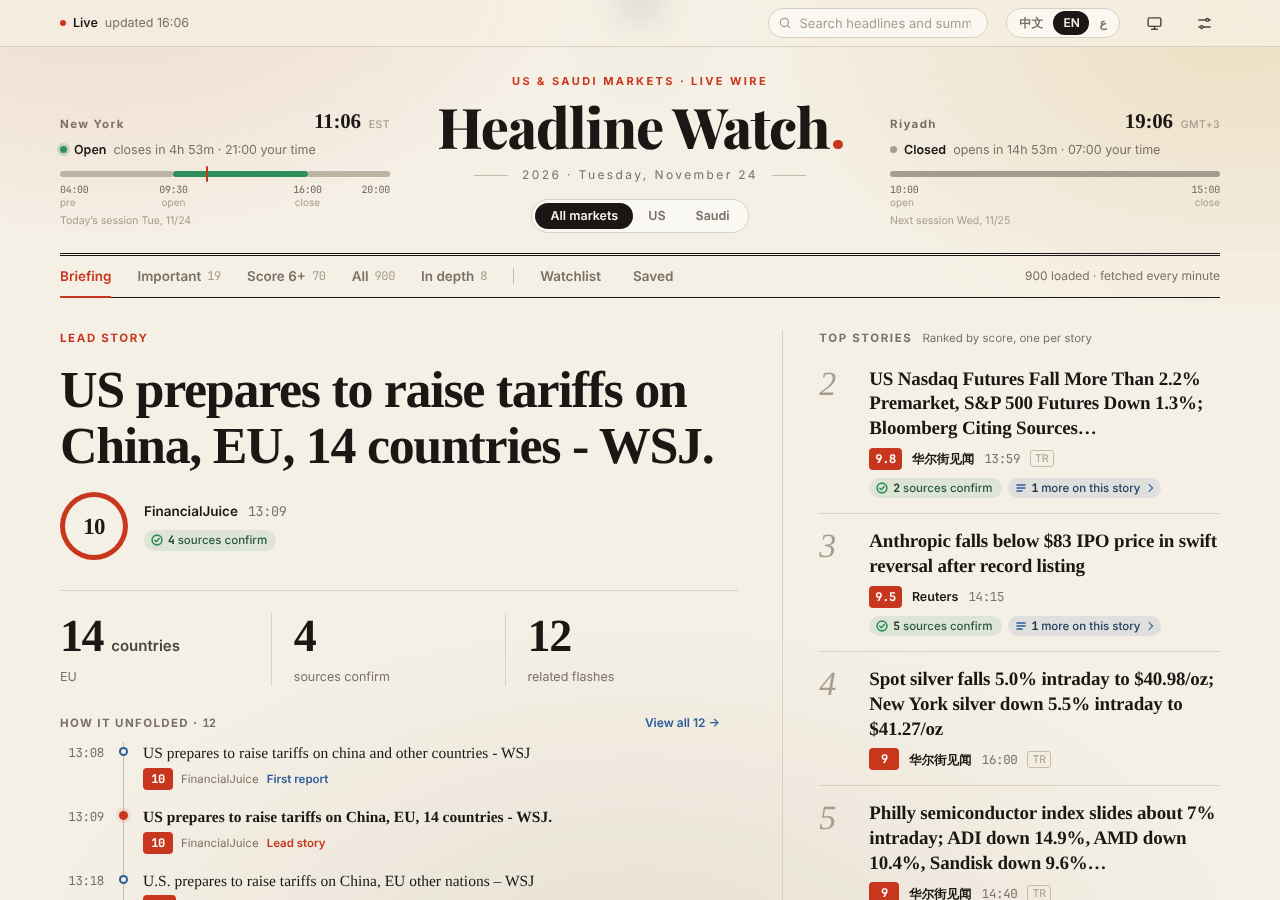 Live updated 16:06
Search headlines and summ
中文 EN ع
US & SAUDI MARKETS · LIVE WIRE
Headline Watch.
2026 · Tuesday, November 24
All markets US Saudi
New York 11:06 EST
Open closes in 4h 53m · 21:00 your time
04:00 09:30 16:00 20:00
pre open close
Today's session Tue, 11/24
Riyadh 19:06 GMT+3
Closed opens in 14h 53m · 07:00 your time
10:00 15:00
open close
Next session Wed, 11/25
Briefing Important 19 Score 6+ 70 All 900 In depth 8 Watchlist Saved 900 loaded · fetched every minute
LEAD STORY
US prepares to raise tariffs on
China, EU, 14 countries - WSJ.
10
FinancialJuice 13:09
4 sources confirm
14 countries
EU
4
sources confirm
12
related flashes
HOW IT UNFOLDED · 12 View all 12 →
13:08 US prepares to raise tariffs on china and other countries - WSJ
10 FinancialJuice First report
13:09 US prepares to raise tariffs on China, EU, 14 countries - WSJ.
10 FinancialJuice Lead story
13:18 U.S. prepares to raise tariffs on China, EU other nations – WSJ
TOP STORIES Ranked by score, one per story
2 US Nasdaq Futures Fall More Than 2.2%
Premarket, S&P 500 Futures Down 1.3%;
Bloomberg Citing Sources…
9.8 华尔街见闻 13:59 TR
2 sources confirm 1 more on this story
3 Anthropic falls below $83 IPO price in swift
reversal after record listing
9.5 Reuters 14:15
5 sources confirm 1 more on this story
4 Spot silver falls 5.0% intraday to $40.98/oz;
New York silver down 5.5% intraday to
$41.27/oz
9 华尔街见闻 16:00 TR
5 Philly semiconductor index slides about 7%
intraday; ADI down 14.9%, AMD down
10.4%, Sandisk down 9.6%…
9 华尔街见闻 14:40 TR